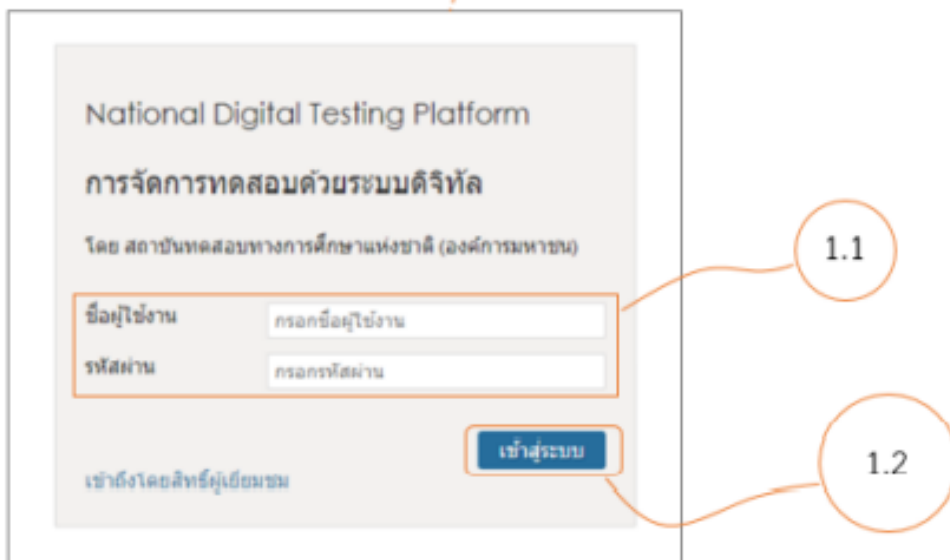 National Digital Testing Platform
การจัดการทดสอบด้วยระบบดิจิทัล
โดย สถาบันทดสอบทางการศึกษาแห่งชาติ (องค์การมหาชน)
1.1
ชื่อผู้ใช้งาน กรอกชื่อผู้ใช้งาน
รหัสผ่าน กรอกรหัสผ่าน
เข้าสู่ระบบ
1.2
เข้าถึงโดยสิทธิ์ผู้เยี่ยมชม